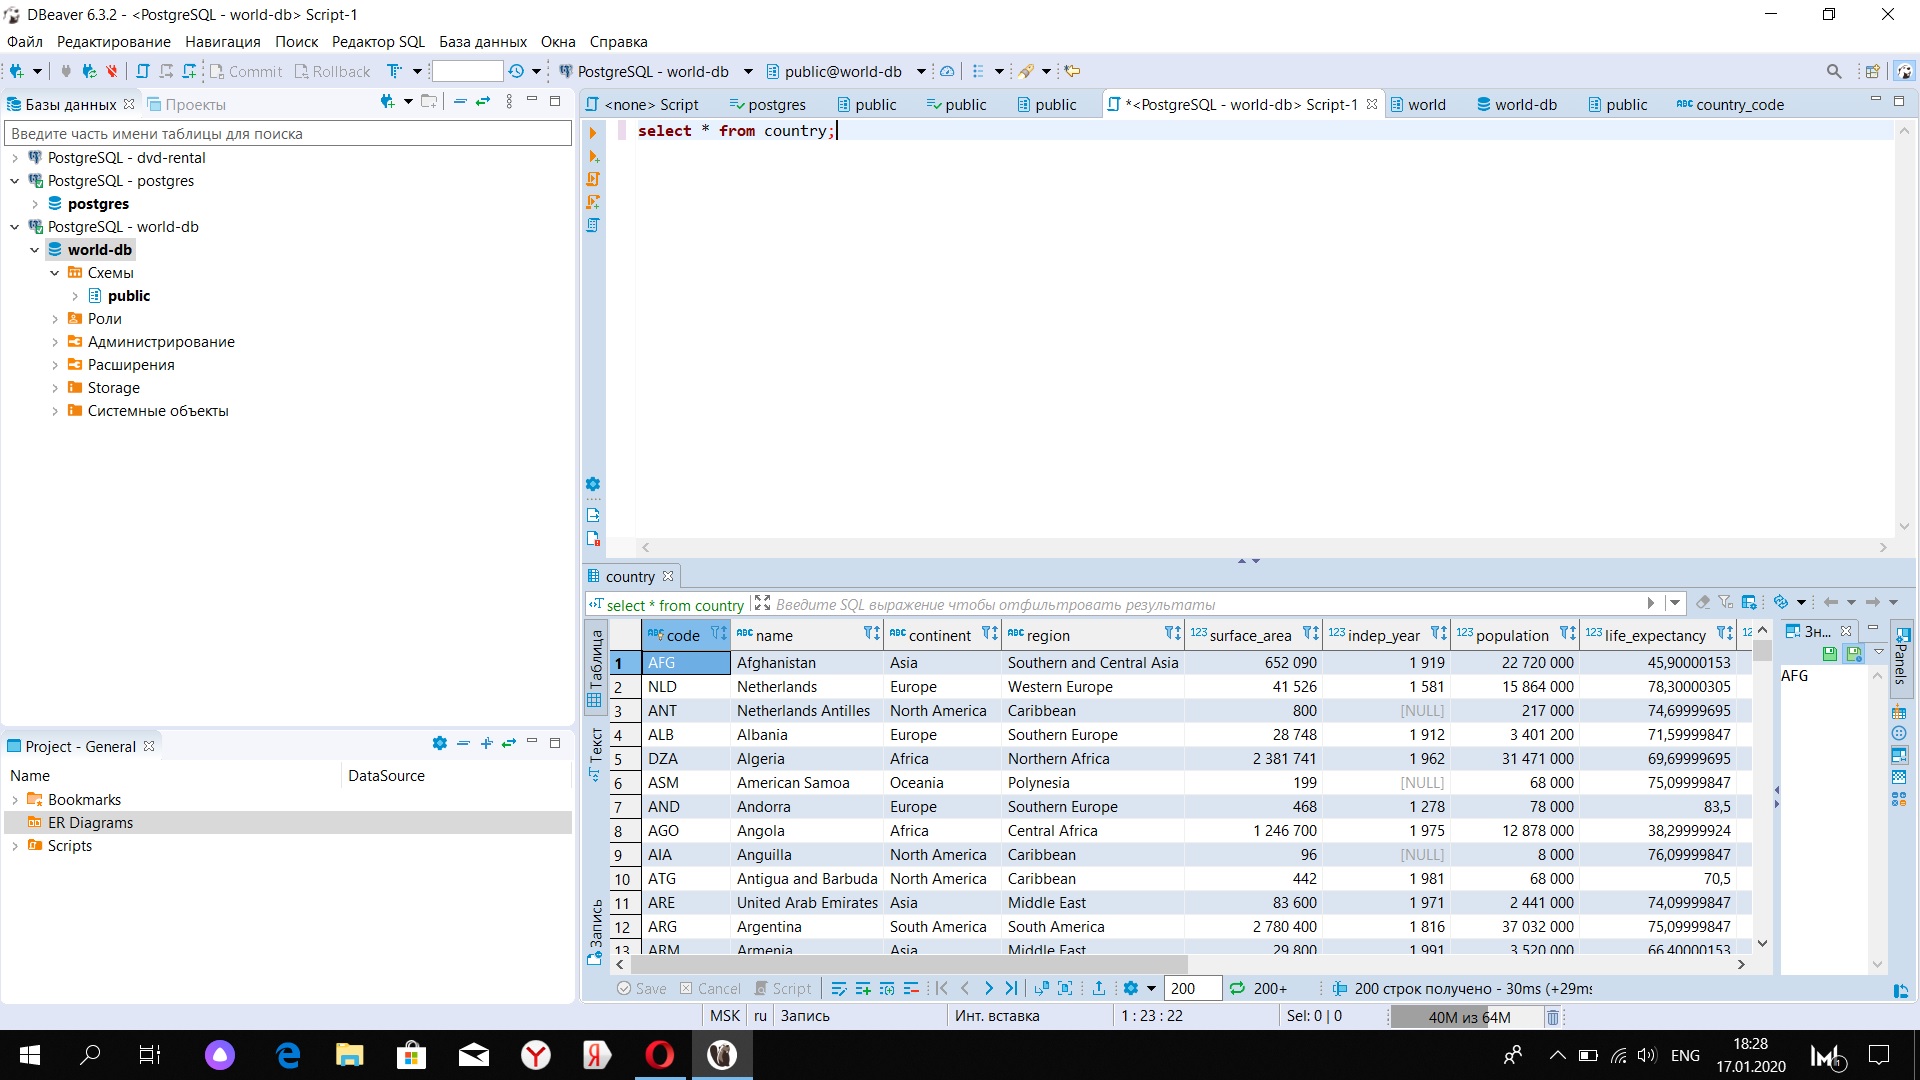 DBeaver 6.3.2 - <PostgreSQL - world-db> Script-1
Файл Редактирование Навигация Поиск Редактор SQL База данных Окна Справка
Commit Rollback PostgreSQL - world-db public@world-db
Базы данных Проекты
<none> Script postgres public public public *<PostgreSQL - world-db> Script-1 world world-db public country_code
Введите часть имени таблицы для поиска
PostgreSQL - dvd-rental
PostgreSQL - postgres
postgres
PostgreSQL - world-db
world-db
Схемы
public
Роли
Администрирование
Расширения
Storage
Системные объекты
select * from country;
Project - General
Name DataSource
Bookmarks
ER Diagrams
Scripts
country
select * from country Введите SQL выражение чтобы отфильтровать результаты
Таблица
Текст
Запись
code name continent region surface_area indep_year population life_expectancy
1 AFG Afghanistan Asia Southern and Central Asia 652 090 1 919 22 720 000 45,90000153
2 NLD Netherlands Europe Western Europe 41 526 1 581 15 864 000 78,30000305
3 ANT Netherlands Antilles North America Caribbean 800 [NULL] 217 000 74,69999695
4 ALB Albania Europe Southern Europe 28 748 1 912 3 401 200 71,59999847
5 DZA Algeria Africa Northern Africa 2 381 741 1 962 31 471 000 69,69999695
6 ASM American Samoa Oceania Polynesia 199 [NULL] 68 000 75,09999847
7 AND Andorra Europe Southern Europe 468 1 278 78 000 83,5
8 AGO Angola Africa Central Africa 1 246 700 1 975 12 878 000 38,29999924
9 AIA Anguilla North America Caribbean 96 [NULL] 8 000 76,09999847
10 ATG Antigua and Barbuda North America Caribbean 442 1 981 68 000 70,5
11 ARE United Arab Emirates Asia Middle East 83 600 1 971 2 441 000 74,09999847
12 ARG Argentina South America South America 2 780 400 1 816 37 032 000 75,09999847
13 ARM Armenia Asia Middle East 29 800 1 991 3 520 000 66,40000153
Зн...
AFG
Panels
Save Cancel Script 200 200+ 200 строк получено - 30ms (+29ms
MSK ru Запись Инт. вставка 1 : 23 : 22 Sel: 0 | 0 40M из 64M
ENG
18:28
17.01.2020